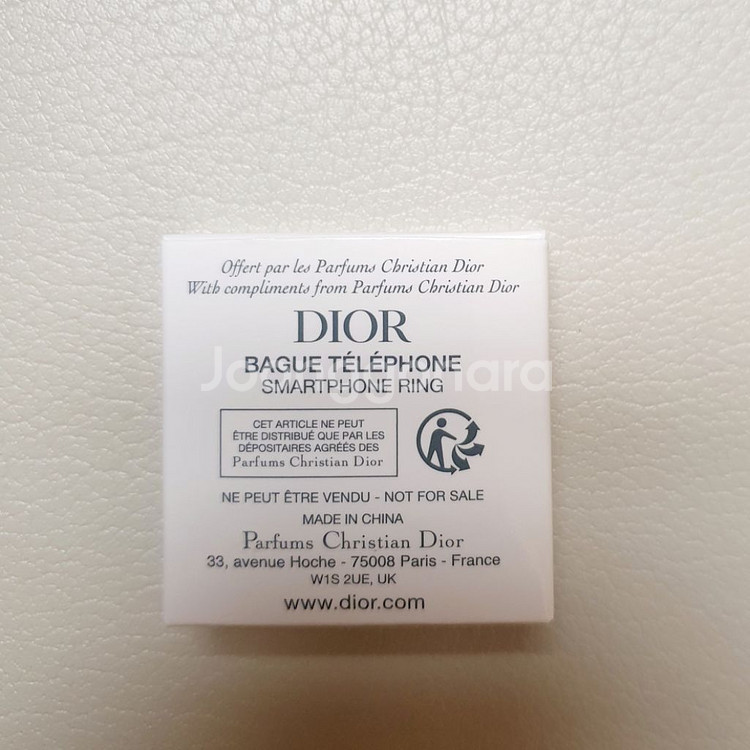 Offert par les Parfums Christian Dior
With compliments from Parfums Christian Dior
DIOR
BAGUE TÉLÉPHONE
SMARTPHONE RING
CET ARTICLE NE PEUT
ÊTRE DISTRIBUÉ QUE PAR LES
DÉPOSITAIRES AGRÉÉS DES
Parfums Christian Dior
NE PEUT ÊTRE VENDU - NOT FOR SALE
MADE IN CHINA
Parfums Christian Dior
33, avenue Hoche - 75008 Paris - France
W1S 2UE, UK
www.dior.com
Joonggonara